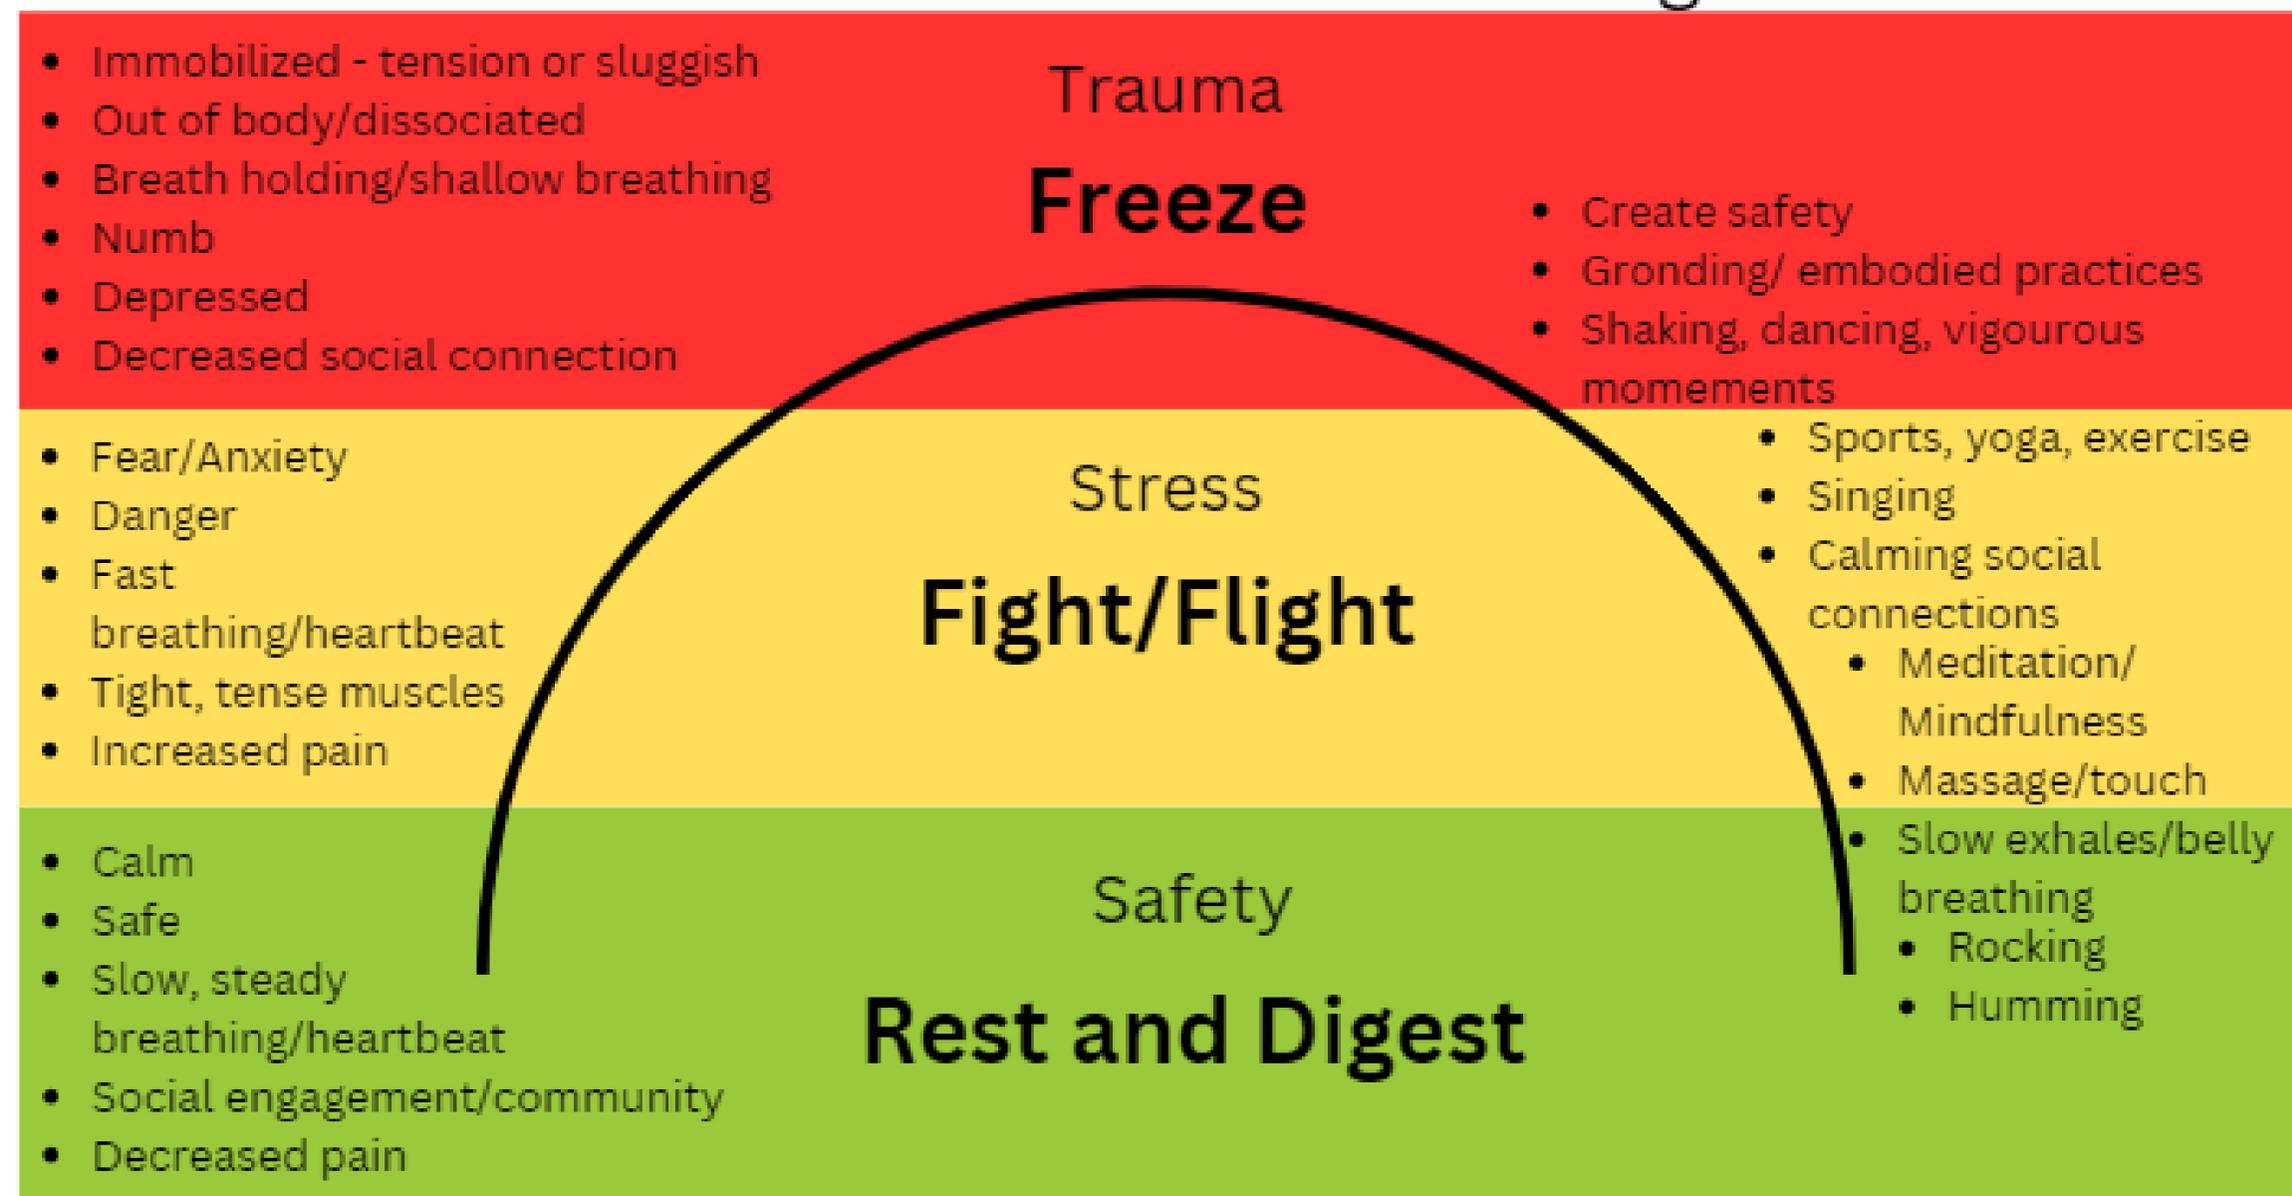 • Immobilized - tension or sluggish
• Out of body/dissociated
• Breath holding/shallow breathing
• Numb
• Depressed
• Decreased social connection
Trauma
Freeze
• Create safety
• Gronding/ embodied practices
• Shaking, dancing, vigourous
momements
• Fear/Anxiety
• Danger
• Fast
breathing/heartbeat
• Tight, tense muscles
• Increased pain
Stress
Fight/Flight
• Sports, yoga, exercise
• Singing
• Calming social
connections
• Meditation/
Mindfulness
• Massage/touch
• Calm
• Safe
• Slow, steady
breathing/heartbeat
• Social engagement/community
• Decreased pain
Safety
Rest and Digest
• Slow exhales/belly
breathing
• Rocking
• Humming